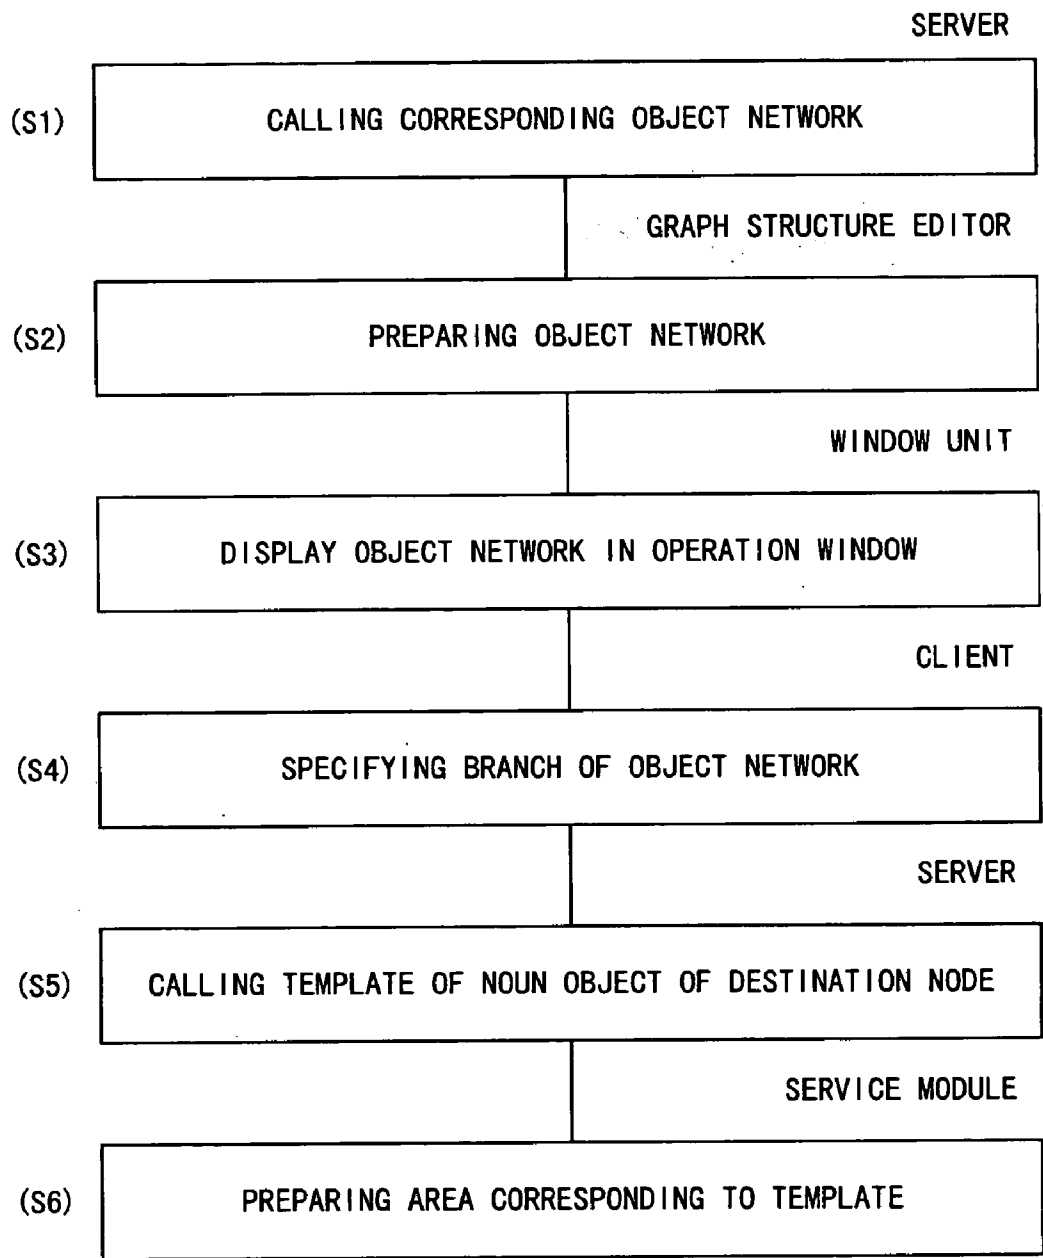 SERVER
(S1) CALLING CORRESPONDING OBJECT NETWORK
GRAPH STRUCTURE EDITOR
(S2) PREPARING OBJECT NETWORK
WINDOW UNIT
(S3) DISPLAY OBJECT NETWORK IN OPERATION WINDOW
CLIENT
(S4) SPECIFYING BRANCH OF OBJECT NETWORK
SERVER
(S5) CALLING TEMPLATE OF NOUN OBJECT OF DESTINATION NODE
SERVICE MODULE
(S6) PREPARING AREA CORRESPONDING TO TEMPLATE